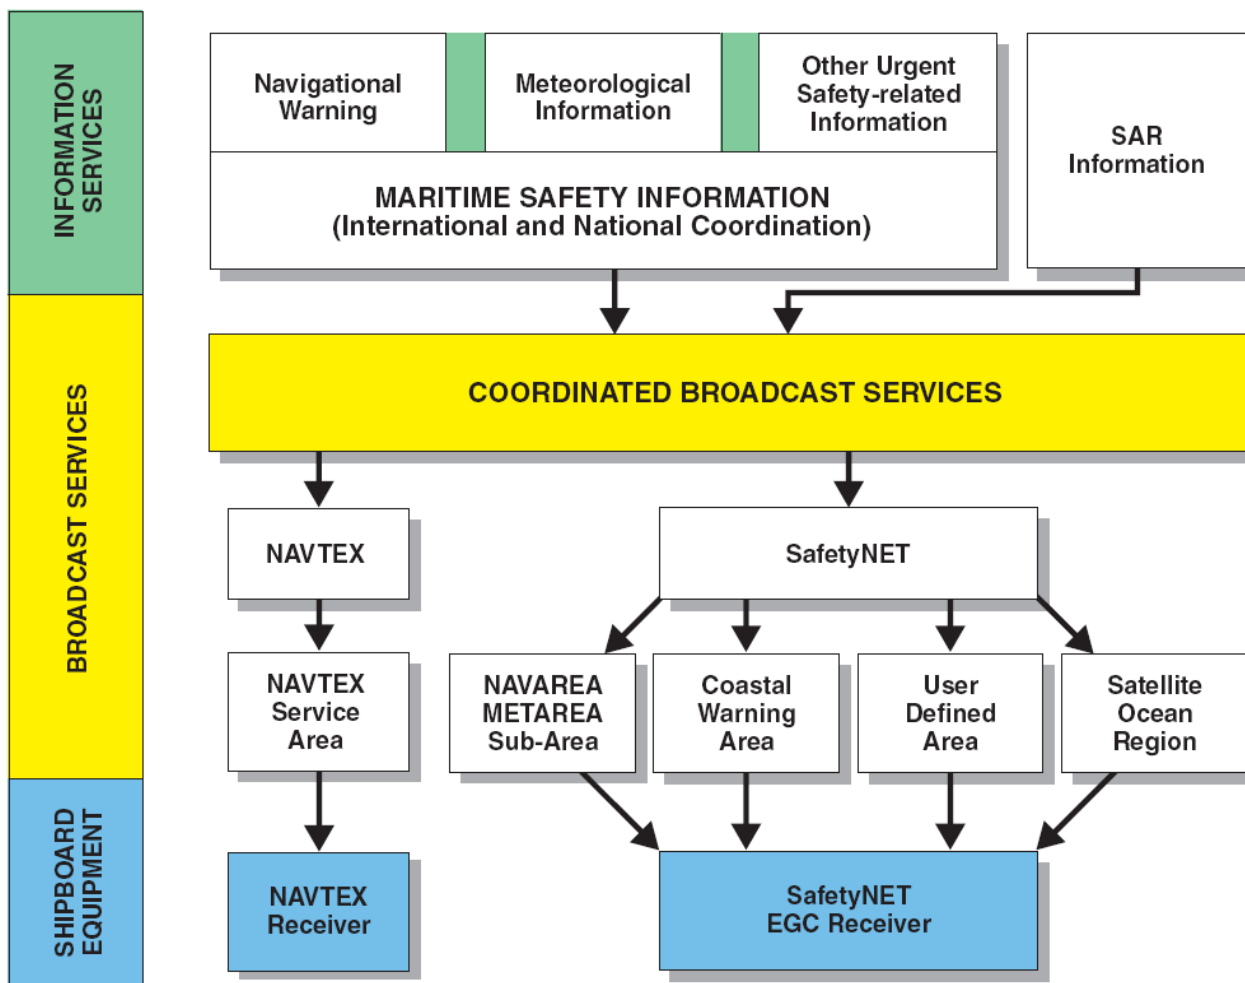 INFORMATION
SERVICES
Navigational
Warning
Meteorological
Information
Other Urgent
Safety-related
Information
SAR
Information
MARITIME SAFETY INFORMATION
(International and National Coordination)
BROADCAST SERVICES
COORDINATED BROADCAST SERVICES
NAVTEX
SafetyNET
NAVTEX
Service
Area
NAVAREA
METAREA
Sub-Area
Coastal
Warning
Area
User
Defined
Area
Satellite
Ocean
Region
SHIPBOARD
EQUIPMENT
NAVTEX
Receiver
SafetyNET
EGC Receiver